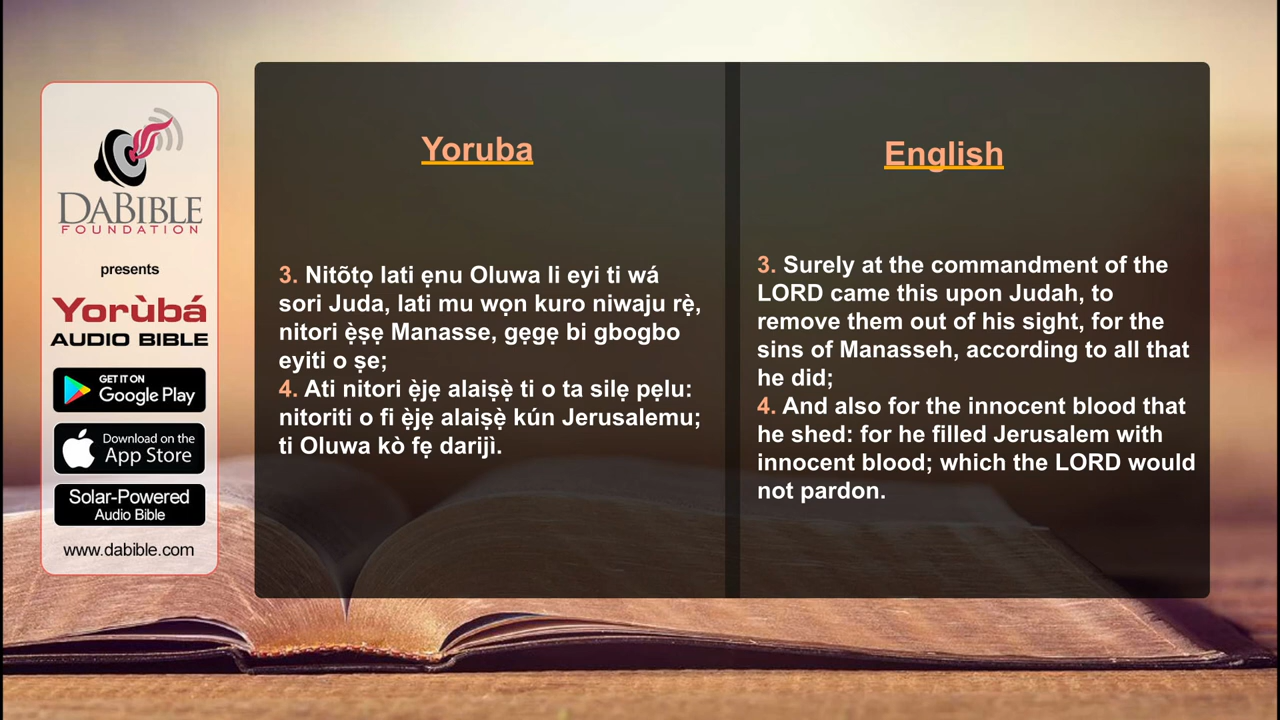 DABIBLE
FOUNDATION
presents
Yorùbá
AUDIO BIBLE
GET IT ON
Google Play
Download on the
App Store
Solar-Powered
Audio Bible
www.dabible.com
Yoruba
3. Nitõtọ lati ẹnu Oluwa li eyi ti wá
sori Juda, lati mu wọn kuro niwaju rẹ̀,
nitori ẹ̀ṣẹ Manasse, gẹgẹ bi gbogbo
eyiti o ṣe;
4. Ati nitori ẹ̀jẹ alaiṣẹ̀ ti o ta silẹ pẹlu:
nitoriti o fi ẹ̀jẹ alaiṣẹ̀ kún Jerusalemu;
ti Oluwa kò fẹ darijì.
English
3. Surely at the commandment of the
LORD came this upon Judah, to
remove them out of his sight, for the
sins of Manasseh, according to all that
he did;
4. And also for the innocent blood that
he shed: for he filled Jerusalem with
innocent blood; which the LORD would
not pardon.